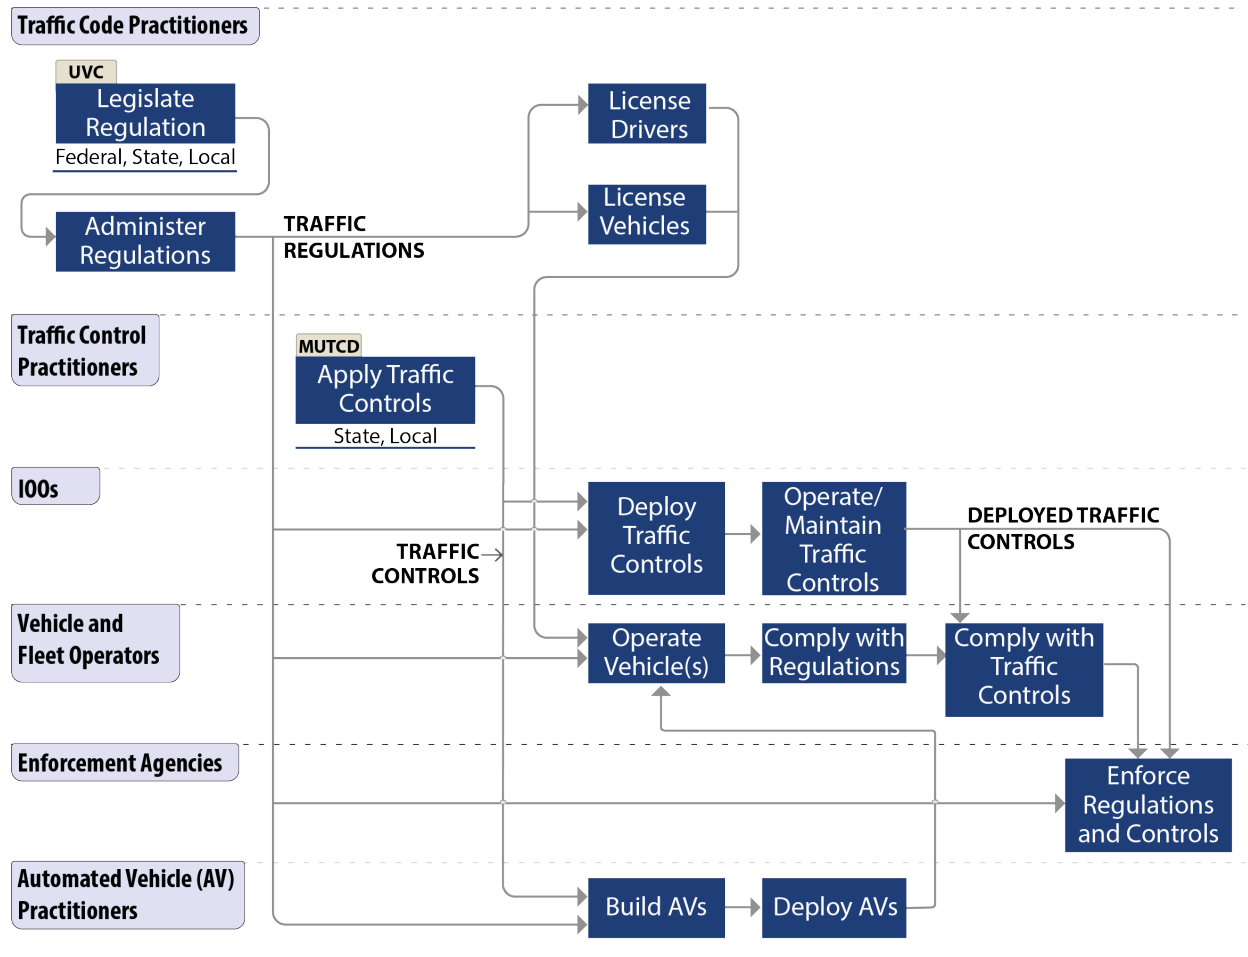 Traffic Code Practitioners
UVC
Legislate
Regulation
Federal, State, Local
License
Drivers
License
Vehicles
Administer
Regulations
TRAFFIC
REGULATIONS
Traffic Control
Practitioners
MUTCD
Apply Traffic
Controls
State, Local
IOOs
Deploy
Traffic
Controls
Operate/
Maintain
Traffic
Controls
DEPLOYED TRAFFIC
CONTROLS
TRAFFIC
CONTROLS
Vehicle and
Fleet Operators
Operate
Vehicle(s)
Comply with
Regulations
Comply with
Traffic
Controls
Enforcement Agencies
Enforce
Regulations
and Controls
Automated Vehicle (AV)
Practitioners
Build AVs
Deploy AVs